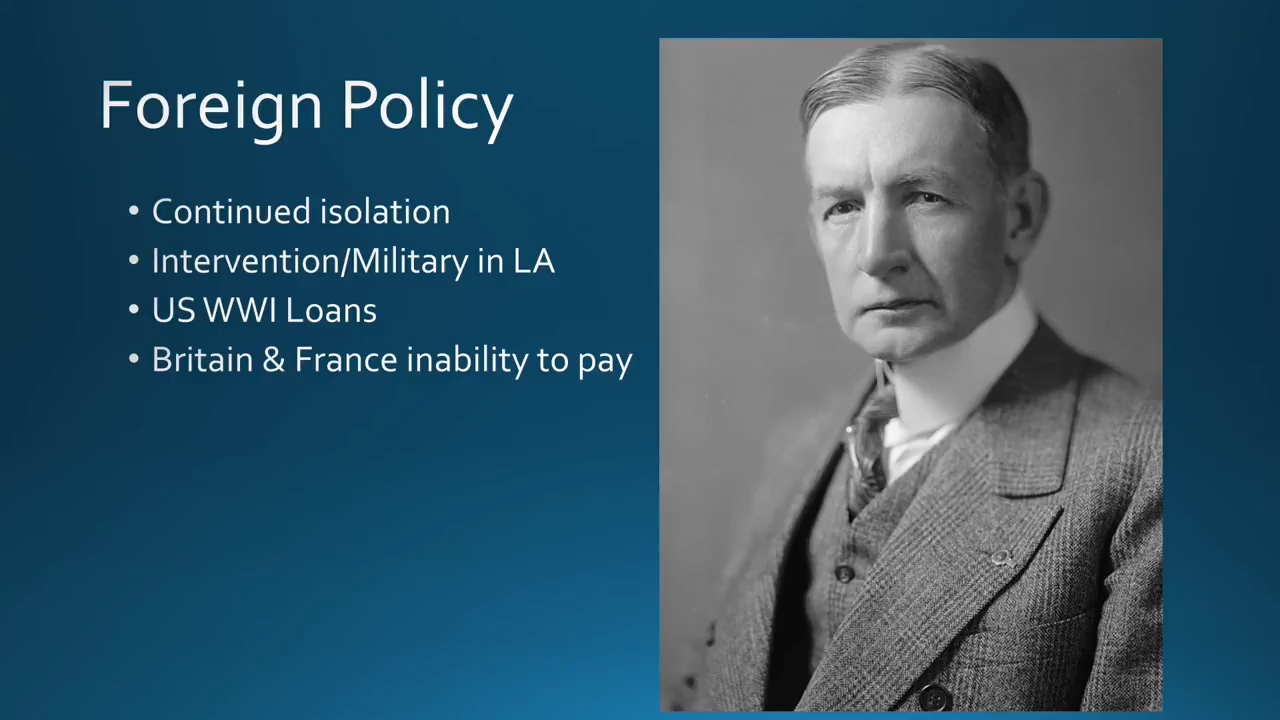 Foreign Policy
• Continued isolation
• Intervention/Military in LA
• US WWI Loans
• Britain & France inability to pay